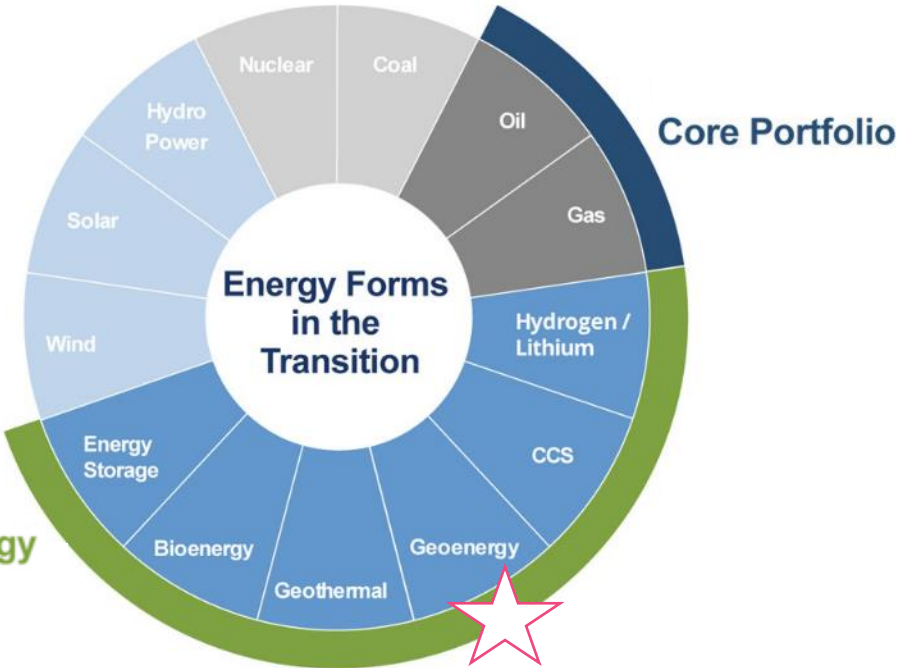 Nuclear
Coal
Hydro
Power
Oil
Core Portfolio
Solar
Gas
Energy Forms
in the
Transition
Hydrogen /
Lithium
Wind
Energy
Storage
CCS
Bioenergy
Geoenergy
Geothermal